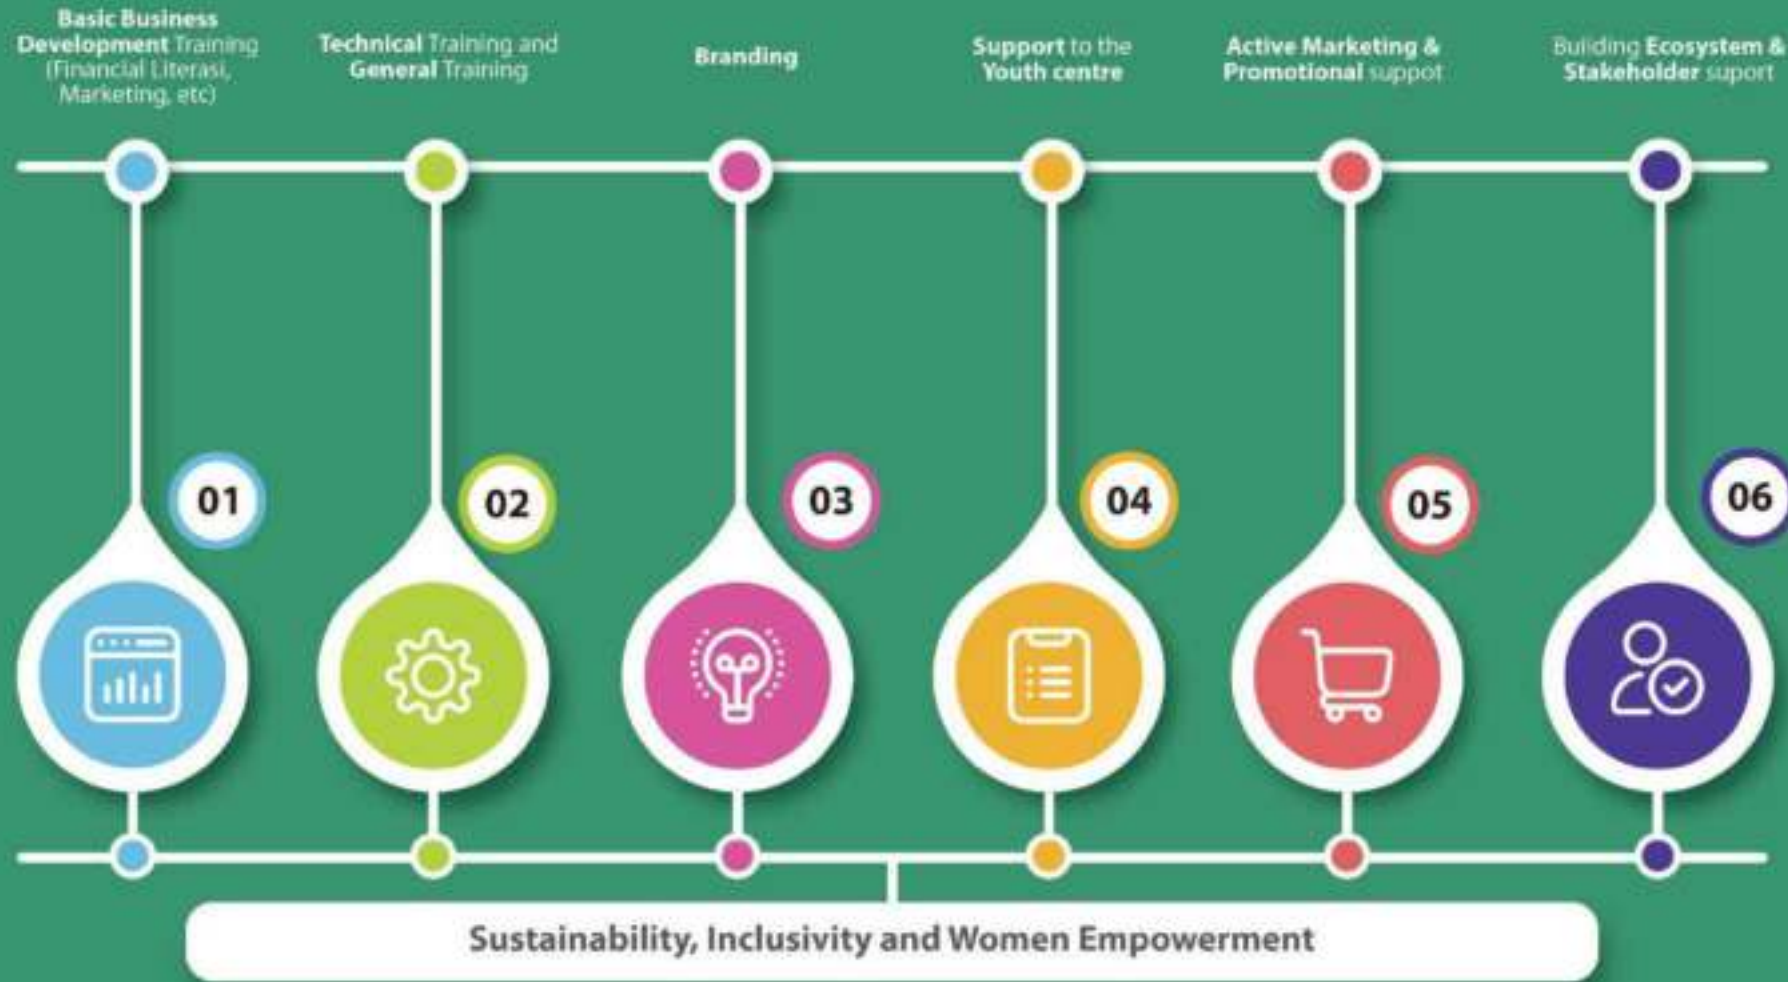 Basic Business
Development Training
(Financial Literasi,
Marketing, etc)
Technical Training and
General Training
Branding
Support to the
Youth centre
Active Marketing &
Promotional suppot
Building Ecosystem &
Stakeholder suport
01
02
03
04
05
06
Sustainability, Inclusivity and Women Empowerment